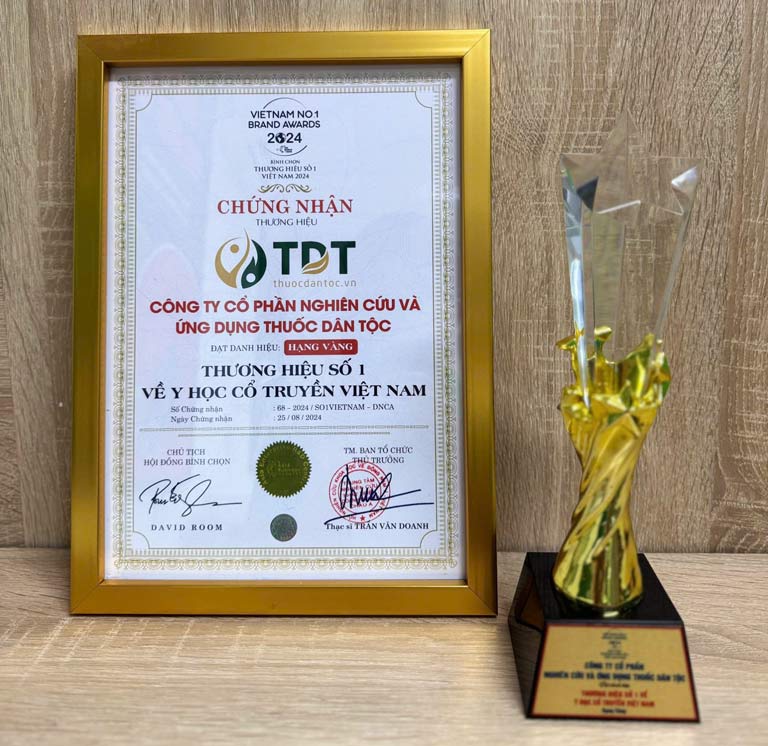 VIETNAM NO.1
BRAND AWARDS
2024
BÌNH CHỌN
THƯƠNG HIỆU SỐ 1
VIỆT NAM 2024
CHỨNG NHẬN
THƯƠNG HIỆU
TDT
thuocdantoc.vn
CÔNG TY CỔ PHẦN NGHIÊN CỨU VÀ
ỨNG DỤNG THUỐC DÂN TỘC
ĐẠT DANH HIỆU: HẠNG VÀNG
THƯƠNG HIỆU SỐ 1
VỀ Y HỌC CỔ TRUYỀN VIỆT NAM
Số Chứng nhận : 68 - 2024 / SO1VIETNAM - DNCA
Ngày Chứng nhận : 25 / 08 / 2024
CHỦ TỊCH
HỘI ĐỒNG BÌNH CHỌN
DAVID ROOM
TM. BAN TỔ CHỨC
THỦ TRƯỞNG
Thạc sĩ TRẦN VĂN DOANH
CÔNG TY CỔ PHẦN
NGHIÊN CỨU VÀ ỨNG DỤNG THUỐC DÂN TỘC
THƯƠNG HIỆU SỐ 1 VỀ
Y HỌC CỔ TRUYỀN VIỆT NAM